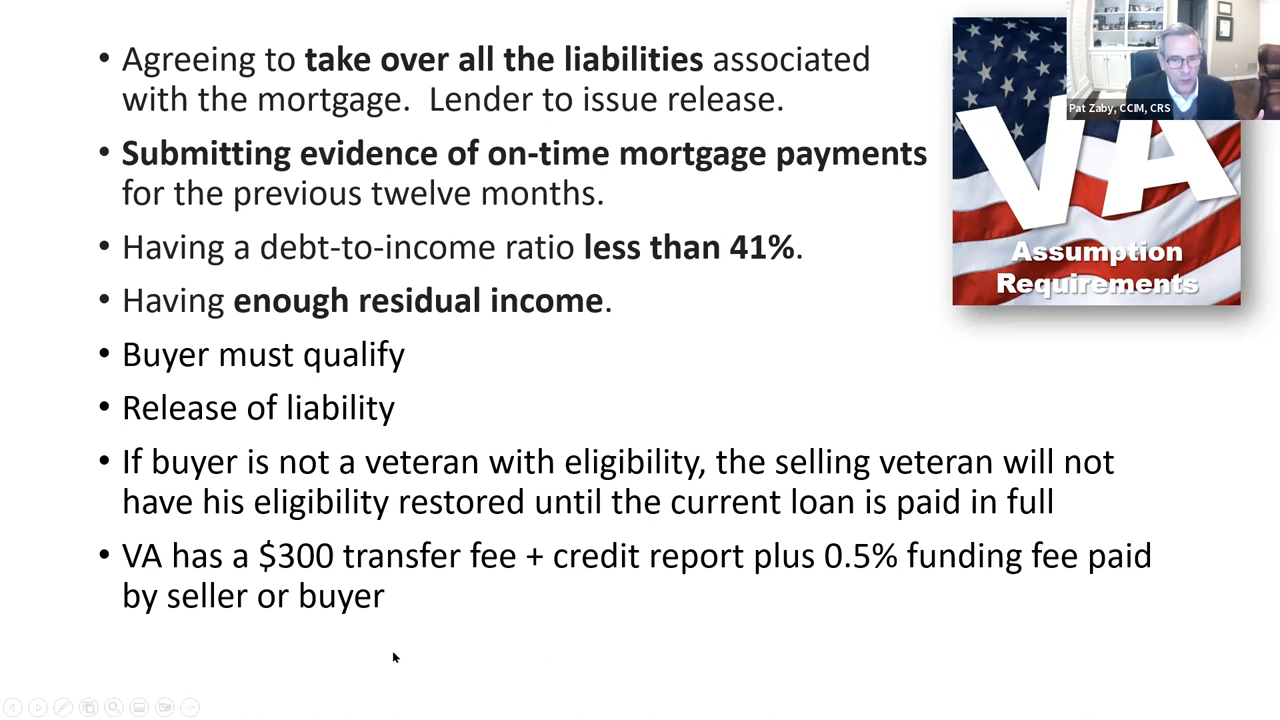 • Agreeing to take over all the liabilities associated
with the mortgage.  Lender to issue release.
• Submitting evidence of on-time mortgage payments
for the previous twelve months.
• Having a debt-to-income ratio less than 41%.
• Having enough residual income.
• Buyer must qualify
• Release of liability
• If buyer is not a veteran with eligibility, the selling veteran will not
have his eligibility restored until the current loan is paid in full
• VA has a $300 transfer fee + credit report plus 0.5% funding fee paid
by seller or buyer
Pat Zaby, CCIM, CRS
VA
Assumption
Requirements